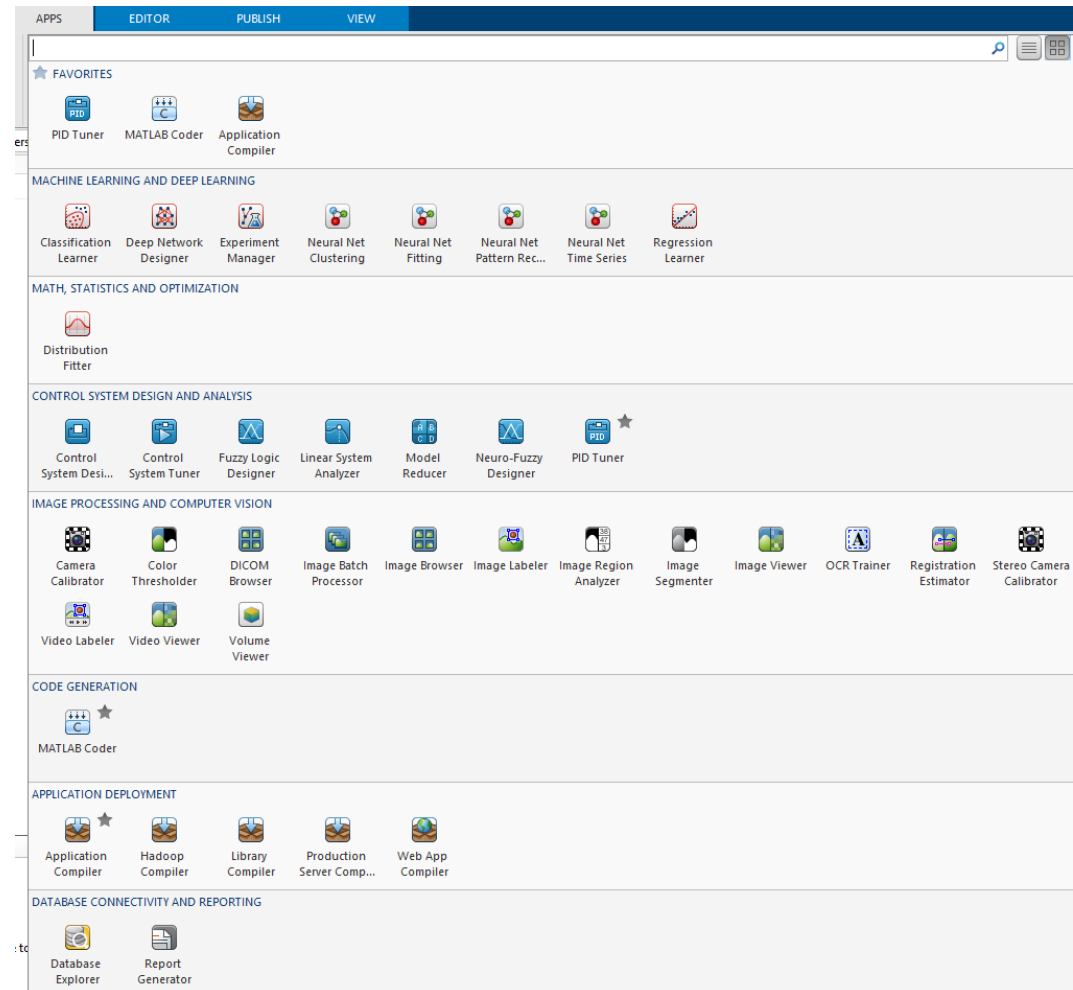 APPS EDITOR PUBLISH VIEW
FAVORITES
PID Tuner MATLAB Coder Application
Compiler
MACHINE LEARNING AND DEEP LEARNING
Classification Deep Network Experiment Neural Net Neural Net Neural Net Neural Net Regression
Learner Designer Manager Clustering Fitting Pattern Rec... Time Series Learner
MATH, STATISTICS AND OPTIMIZATION
Distribution
Fitter
CONTROL SYSTEM DESIGN AND ANALYSIS
PID
Control Control Fuzzy Logic Linear System Model Neuro-Fuzzy PID Tuner
System Desi... System Tuner Designer Analyzer Reducer Designer
IMAGE PROCESSING AND COMPUTER VISION
Camera Color DICOM Image Batch Image Browser Image Labeler Image Region Image Image Viewer OCR Trainer Registration Stereo Camera
Calibrator Thresholder Browser Processor Analyzer Segmenter Estimator Calibrator
Video Labeler Video Viewer Volume
Viewer
CODE GENERATION
MATLAB Coder
APPLICATION DEPLOYMENT
Application Hadoop Library Production Web App
Compiler Compiler Compiler Server Comp... Compiler
DATABASE CONNECTIVITY AND REPORTING
Database Report
Explorer Generator